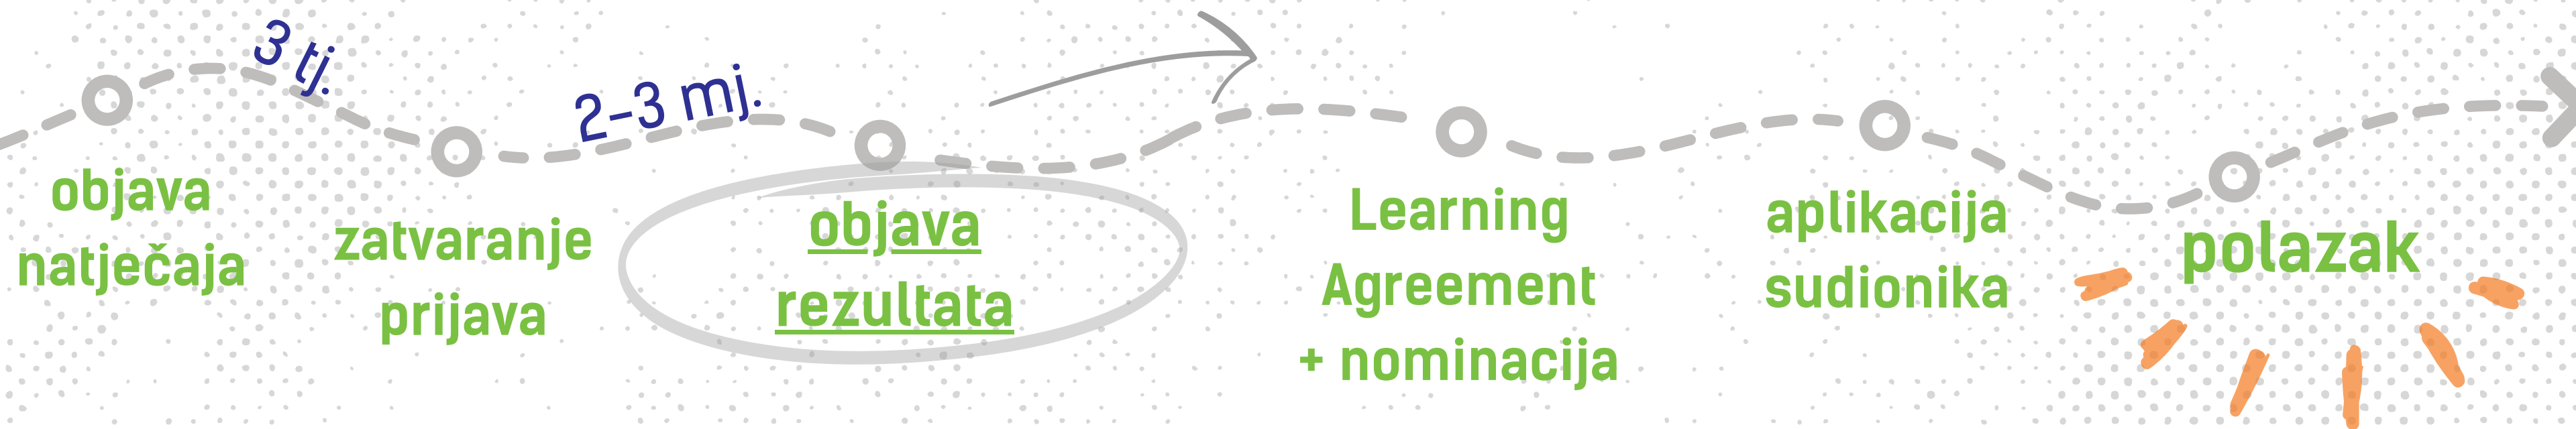 3 tj.
2-3 mj.
objava
natječaja
zatvaranje
prijava
objava
rezultata
Learning
Agreement
+ nominacija
aplikacija
sudionika
polazak